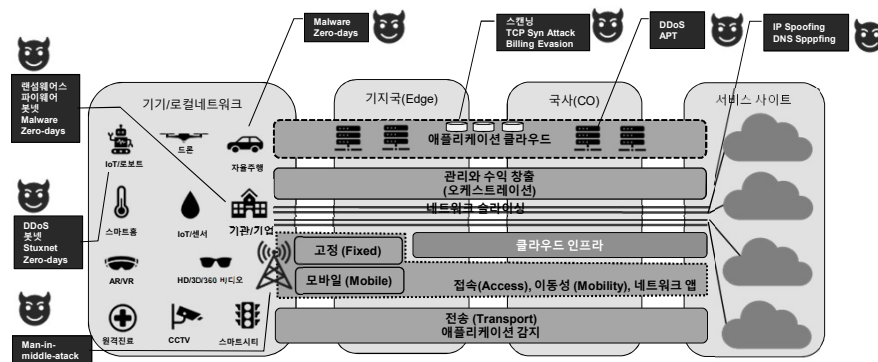 Malware
Zero-days
스캔닝
TCP Syn Attack
Billing Evasion
DDoS
APT
IP Spoofing
DNS Spppfing
랜섬웨어스
파이웨어
봇넷
Malware
Zero-days
기기/로컬네트워크
기지국(Edge)
국사(CO)
서비스 사이트
애플리케이션 클라우드
IoT/로보트
드론
자율주행
관리와 수익 창출
(오케스트레이션)
네트워크 슬라이싱
DDoS
봇넷
Stuxnet
Zero-days
스마트홈
IoT/센서
기관/기업
고정 (Fixed)
클라우드 인프라
모바일 (Mobile)
접속(Access), 이동성 (Mobility), 네트워크 앱
AR/VR
HD/3D/360 비디오
전송 (Transport)
애플리케이션 감지
Man-in-
middle-atack
원격진료
CCTV
스마트시티